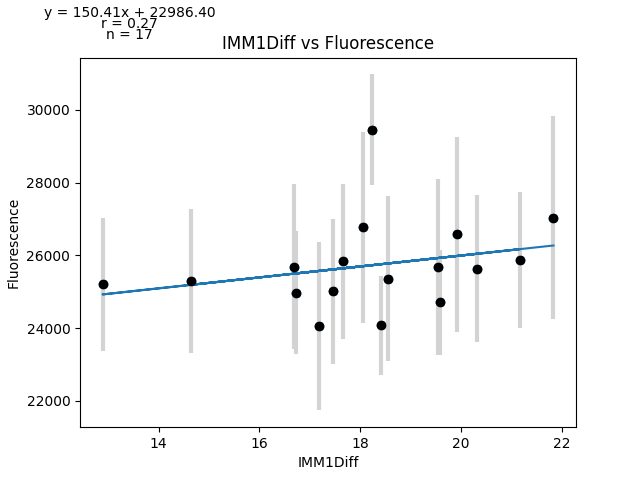 y = 150.41x + 22986.40
r = 0.27
n = 17
IMM1Diff vs Fluorescence
30000
28000
26000
24000
22000
Fluorescence
14 16 18 20 22
IMM1Diff